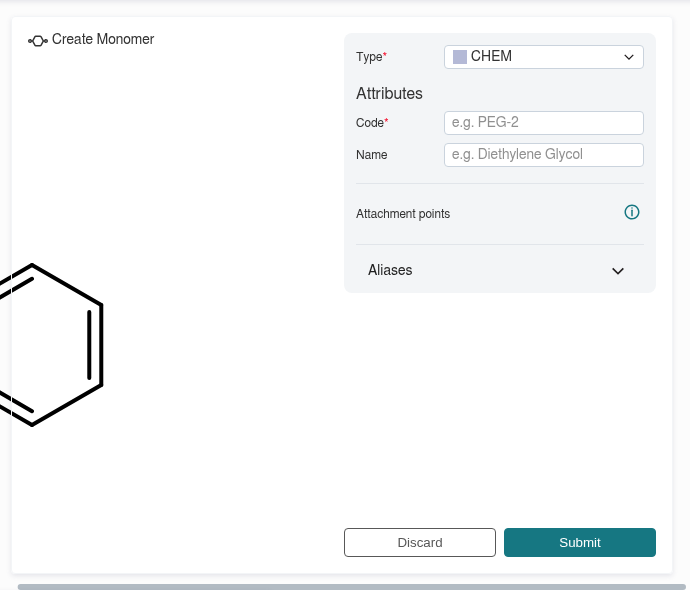 Create Monomer
Type*
CHEM
Attributes
Code*
e.g. PEG-2
Name
e.g. Diethylene Glycol
Attachment points
Aliases
Discard
Submit